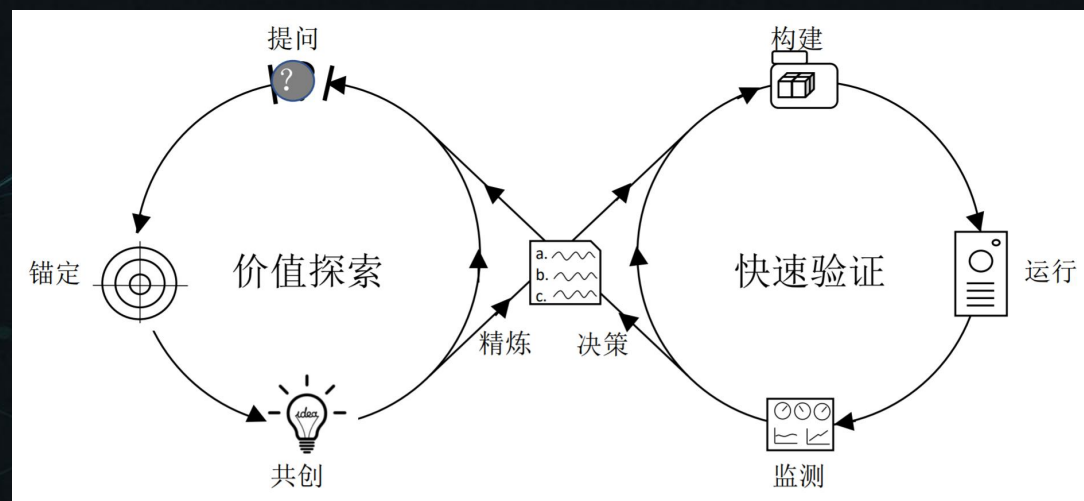 提问
?
锚定
价值探索
idea
共创
a.
b.
c.
精炼
决策
构建
快速验证
运行
监测